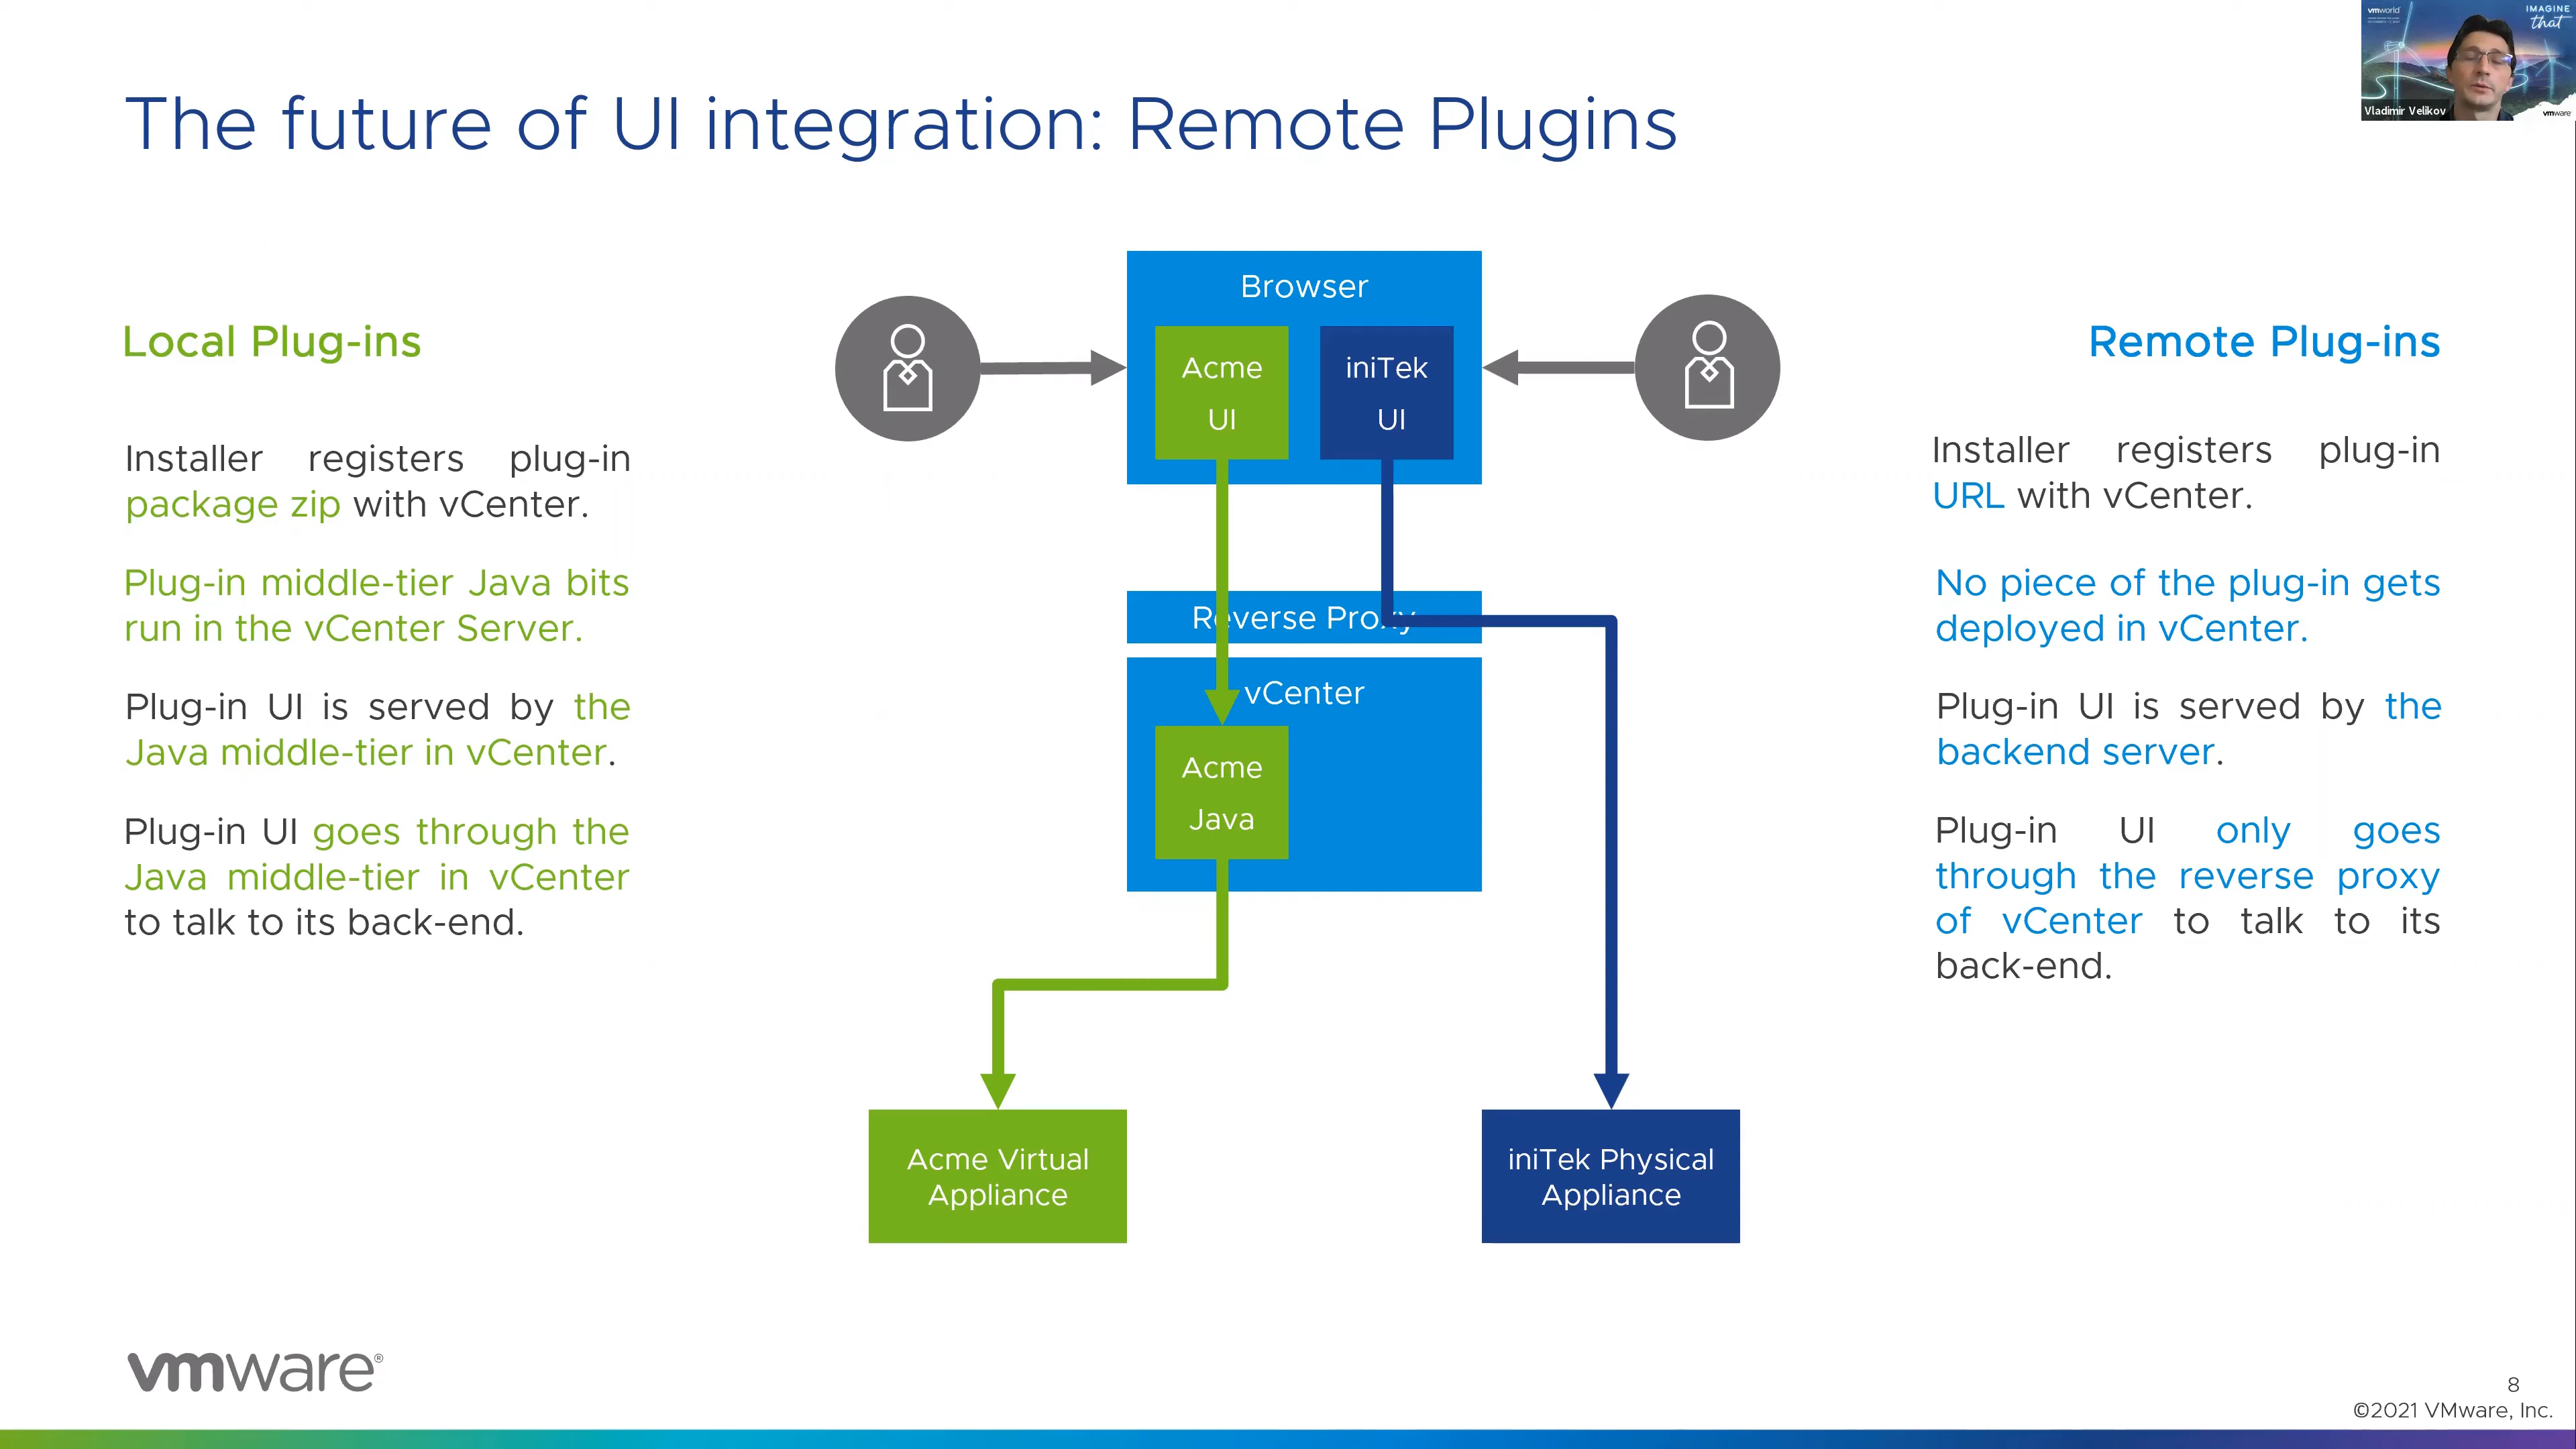 vmworld
IMAGINE
that
Vladimir Velikov
vmware
The future of UI integration: Remote Plugins
Local Plug-ins
Installer registers plug-in
package zip with vCenter.
Plug-in middle-tier Java bits
run in the vCenter Server.
Plug-in UI is served by the
Java middle-tier in vCenter.
Plug-in UI goes through the
Java middle-tier in vCenter
to talk to its back-end.
Browser
Acme
UI
iniTek
UI
Reverse Proxy
vCenter
Acme
Java
Acme Virtual
Appliance
iniTek Physical
Appliance
Remote Plug-ins
Installer registers plug-in
URL with vCenter.
No piece of the plug-in gets
deployed in vCenter.
Plug-in UI is served by the
backend server.
Plug-in UI only goes
through the reverse proxy
of vCenter to talk to its
back-end.
vmware®
8
©2021 VMware, Inc.